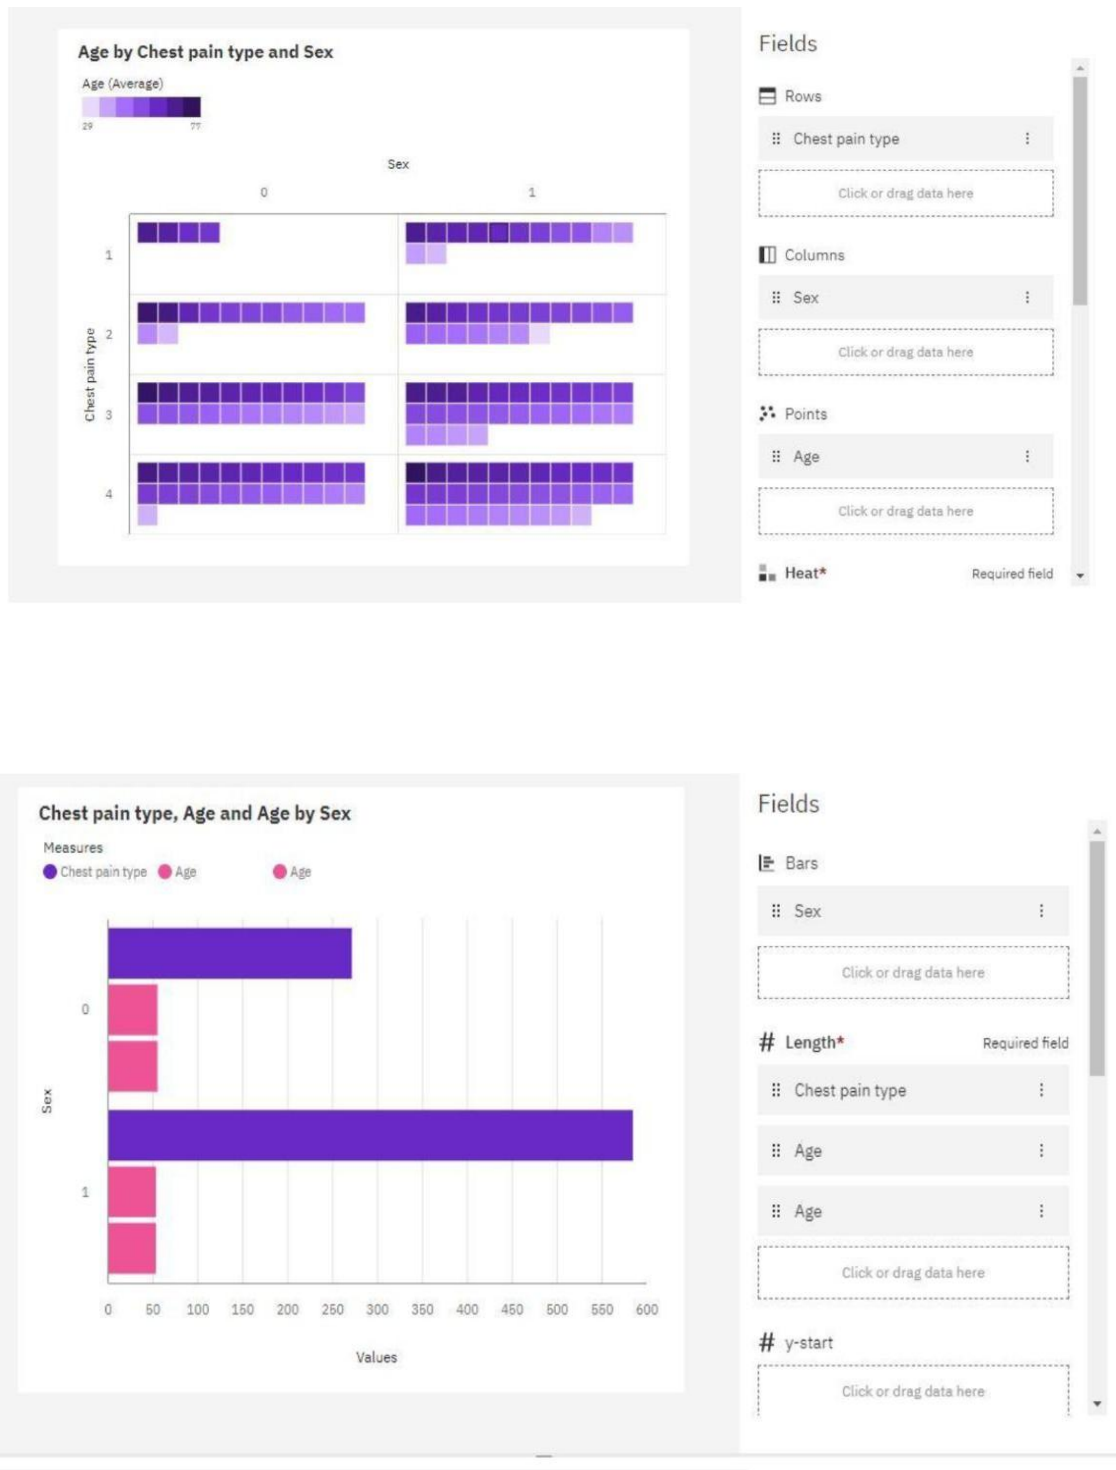 Age by Chest pain type and Sex
Age (Average)
29 77
Sex
0 1
1
2
3
4
Chest pain type
Fields
Rows
Chest pain type
Click or drag data here
Columns
Sex
Click or drag data here
Points
Age
Click or drag data here
Heat* Required field
Chest pain type, Age and Age by Sex
Measures
Chest pain type Age Age
0
1
Sex
0 50 100 150 200 250 300 350 400 450 500 550 600
Values
Fields
Bars
Sex
Click or drag data here
# Length* Required field
Chest pain type
Age
Age
Click or drag data here
# y-start
Click or drag data here